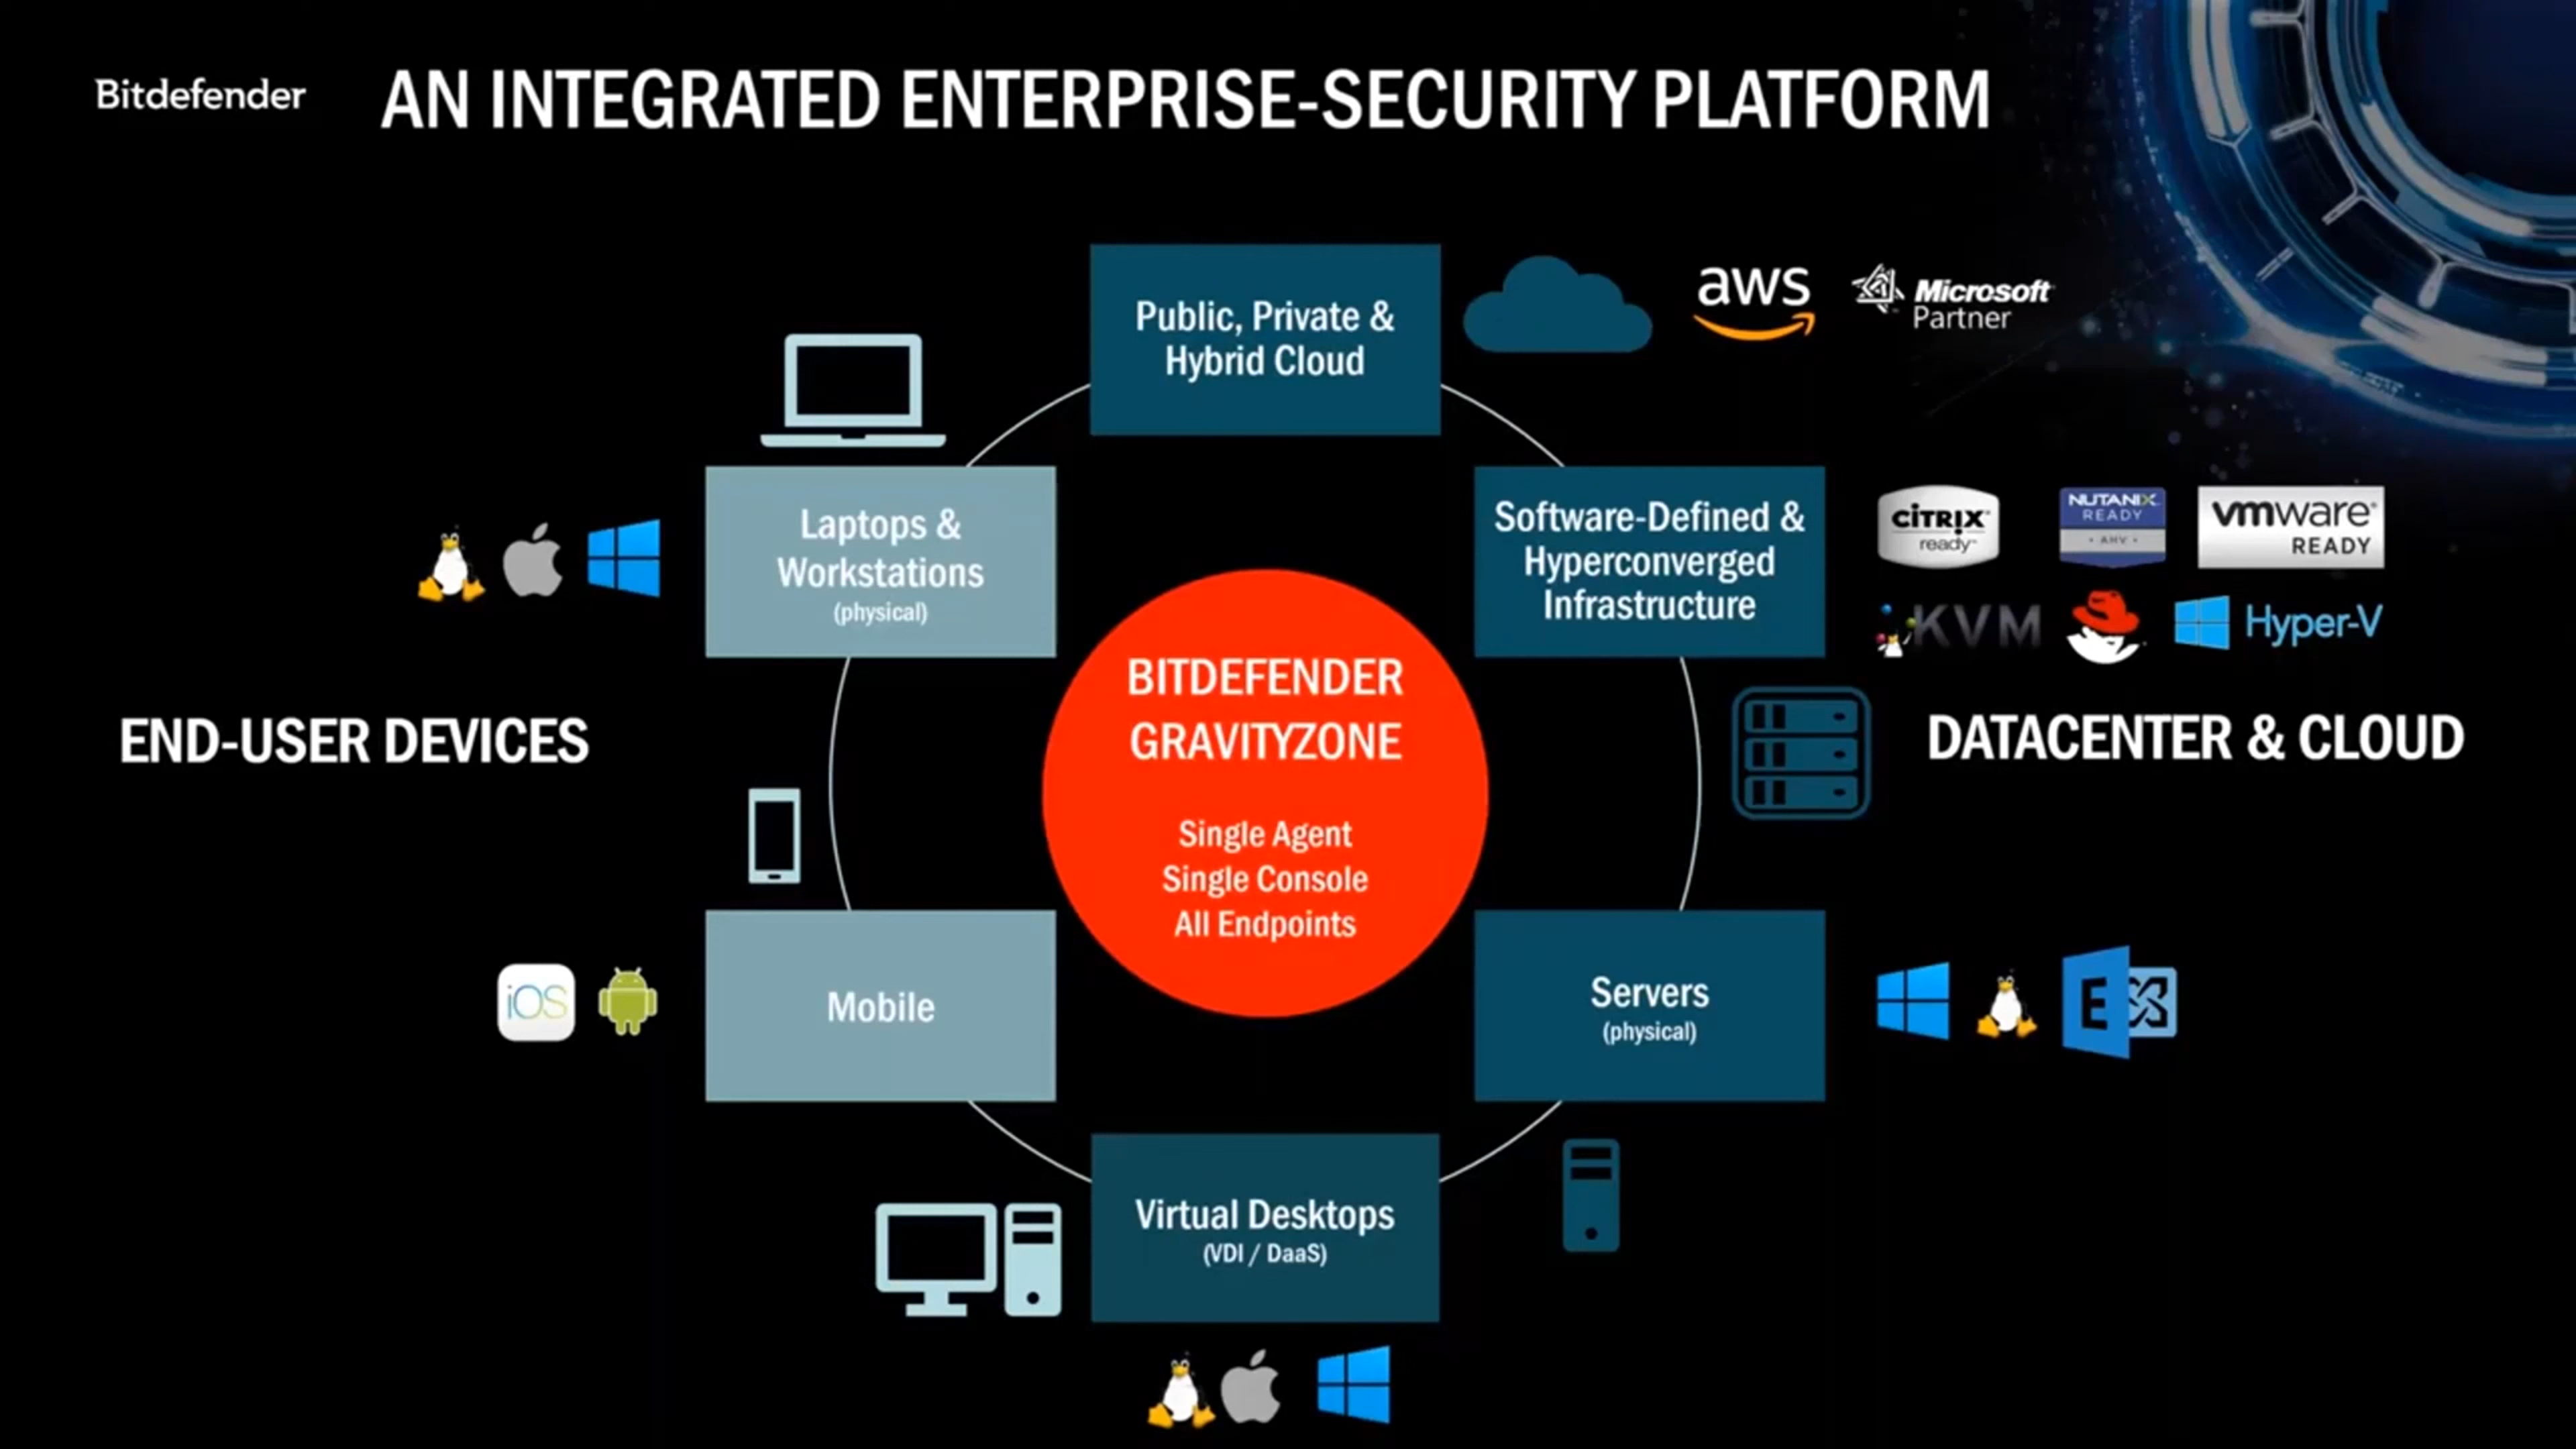 Bitdefender
AN INTEGRATED ENTERPRISE-SECURITY PLATFORM
Public, Private &
Hybrid Cloud
aws
Microsoft
Partner
Laptops &
Workstations
(physical)
Software-Defined &
Hyperconverged
Infrastructure
CiTRIX
ready™
NUTANIX
READY
• AHV •
vmware®
READY
KVM
Hyper-V
BITDEFENDER
GRAVITYZONE
Single Agent
Single Console
All Endpoints
END-USER DEVICES
DATACENTER & CLOUD
iOS
Mobile
Servers
(physical)
E
Virtual Desktops
(VDI / DaaS)